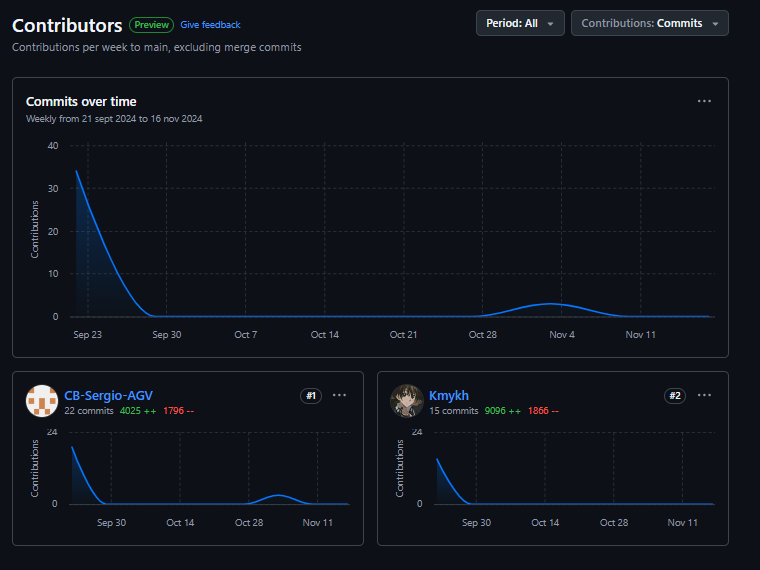 Contributors Preview Give feedback
Period: All
Contributions: Commits
Contributions per week to main, excluding merge commits
Commits over time
Weekly from 21 sept 2024 to 16 nov 2024
Contributions
40
30
20
10
0
Sep 23 Sep 30 Oct 7 Oct 14 Oct 21 Oct 28 Nov 4 Nov 11
CB-Sergio-AGV #1
22 commits 4025 ++ 1796 --
Contributions
24
0
Sep 30 Oct 14 Oct 28 Nov 11
Kmykh #2
15 commits 9096 ++ 1866 --
Contributions
24
0
Sep 30 Oct 14 Oct 28 Nov 11